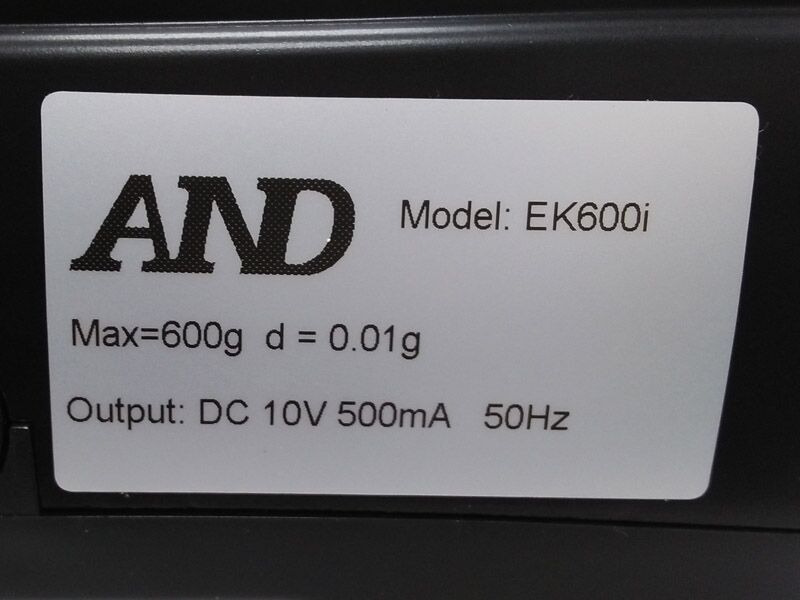 AND
Model: EK600i
Max=600g d = 0.01g
Output: DC 10V 500mA 50Hz